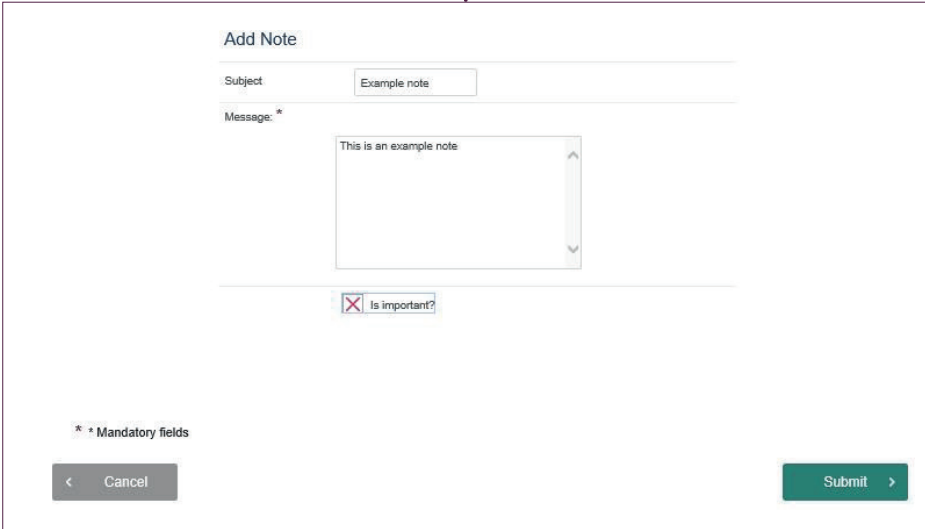 Add Note
Subject
Example note
Message: *
This is an example note
Is important?
* * Mandatory fields
Cancel
Submit